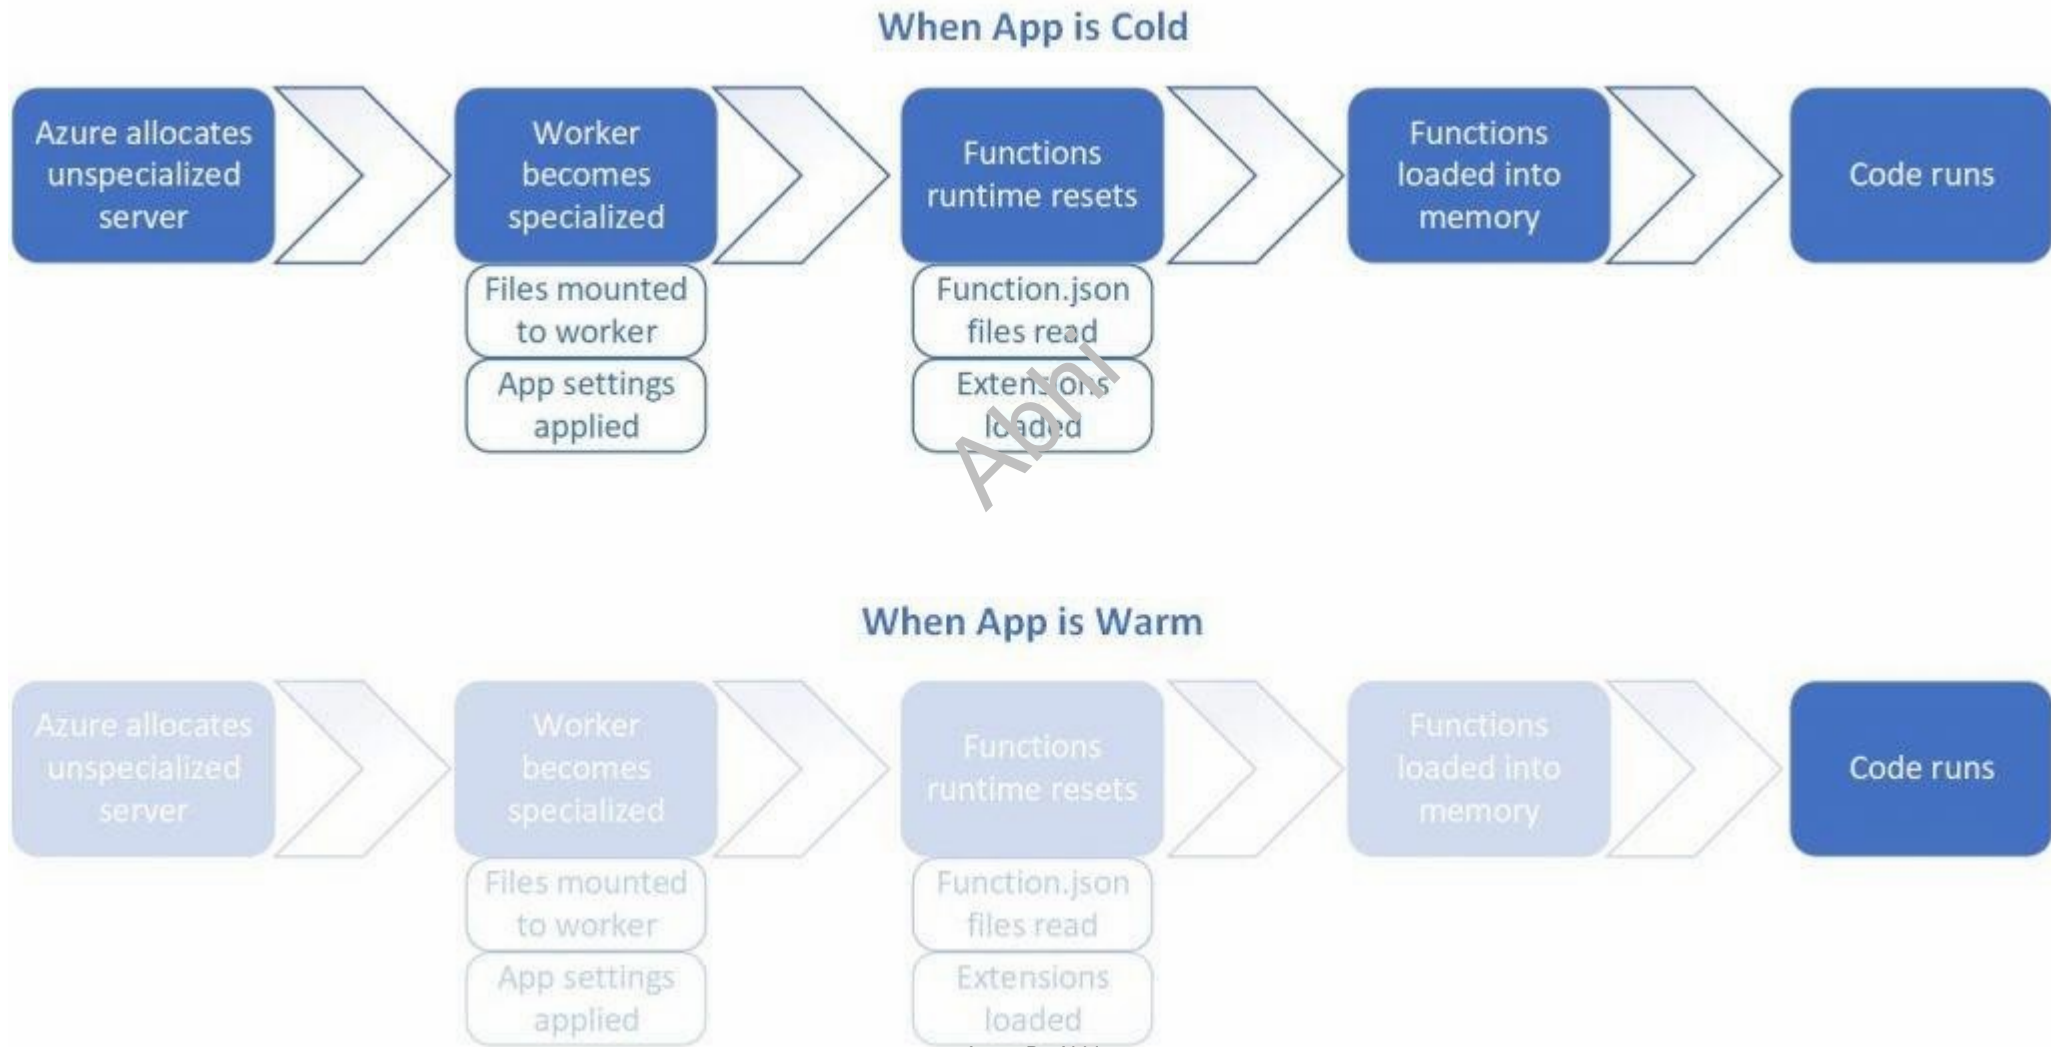 When App is Cold
Azure allocates
unspecialized
server
Worker
becomes
specialized
Files mounted
to worker
App settings
applied
Functions
runtime resets
Function.json
files read
Extensions
loaded
Functions
loaded into
memory
Code runs
Abhi
When App is Warm
Azure allocates
unspecialized
server
Worker
becomes
specialized
Files mounted
to worker
App settings
applied
Functions
runtime resets
Function.json
files read
Extensions
loaded
Functions
loaded into
memory
Code runs